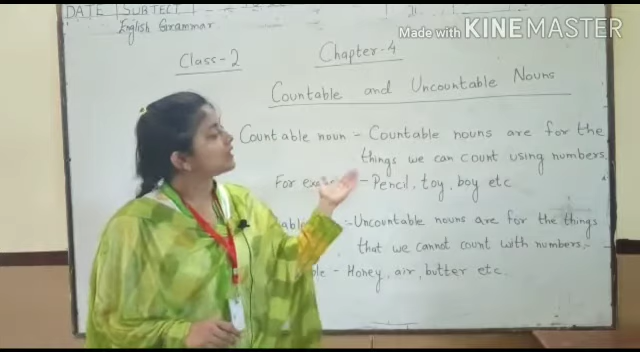 DATE SUBJECT
Made with KINEMASTER
English Grammar
Class-2 Chapter-4
Countable and Uncountable Nouns
Countable noun - Countable nouns are for the
things we can count using numbers.
For - Pencil, toy, boy etc
:- Uncountable nouns are for the things
that we cannot count with numbers.
- Honey, air, butter etc.